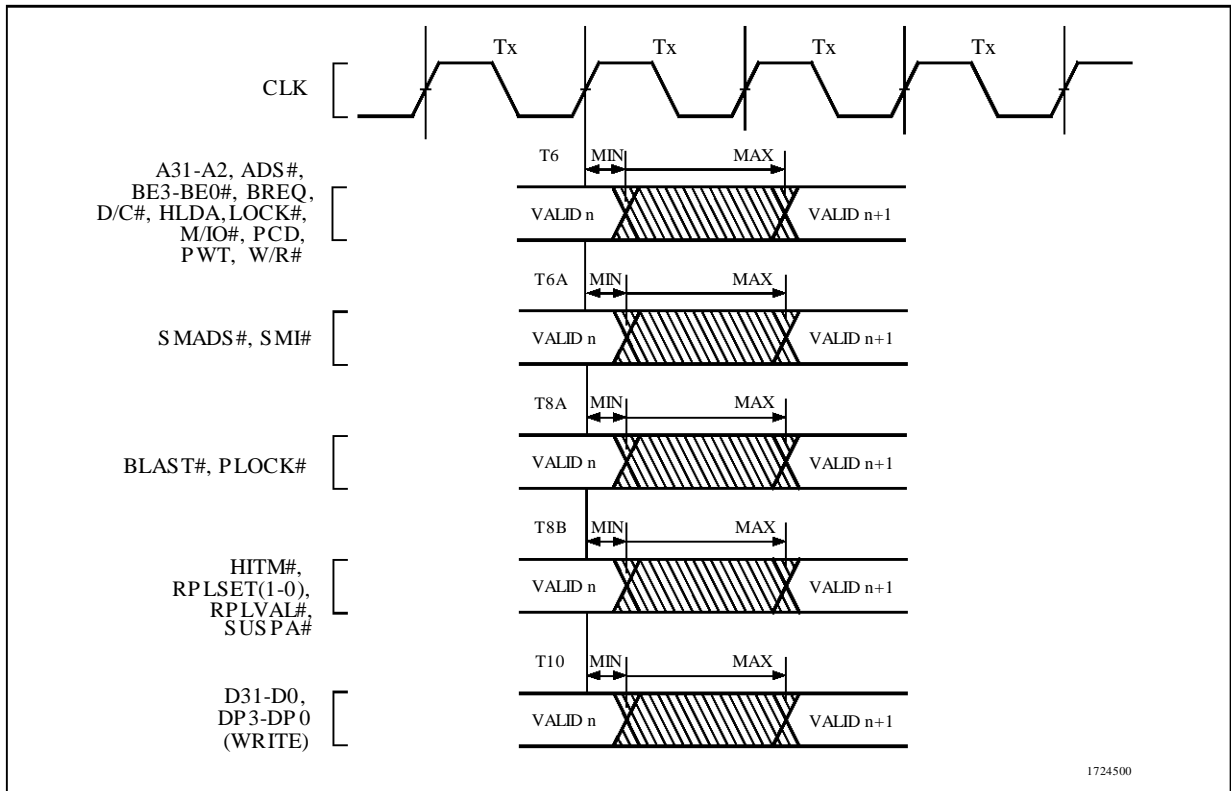 Tx Tx Tx Tx
CLK
T6 MIN MAX
A31-A2, ADS#,
BE3-BE0#, BREQ,
D/C#, HLDA, LOCK#,
M/IO#, PCD,
PWT, W/R#
VALID n VALID n+1
T6A MIN MAX
SMADS#, SMI#
VALID n VALID n+1
T8A MIN MAX
BLAST#, PLOCK#
VALID n VALID n+1
T8B MIN MAX
HITM#,
RPLSET(1-0),
RPLVAL#,
SUSPA#
VALID n VALID n+1
T10 MIN MAX
D31-D0,
DP3-DP0
(WRITE)
VALID n VALID n+1
1724500